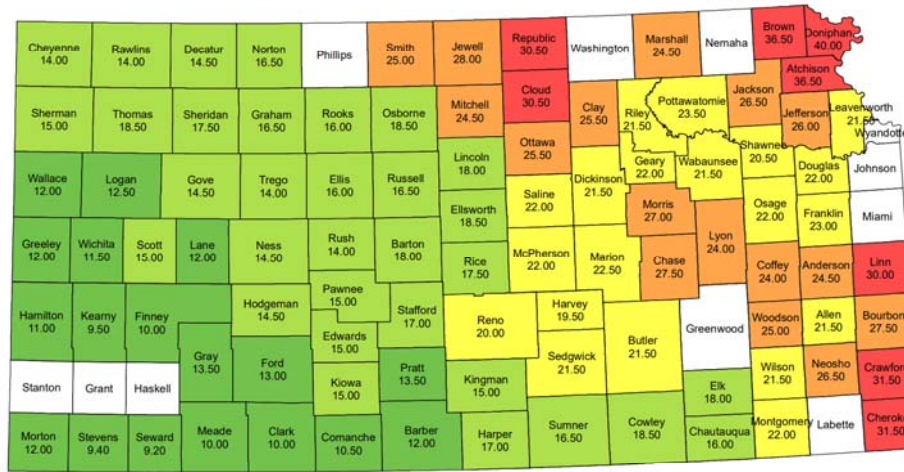 Cheyenne
14.00
Rawlins
14.00
Decatur
14.50
Norton
16.50
Phillips
Smith
25.00
Jewell
28.00
Republic
30.50
Washington
Marshall
24.50
Nemaha
Brown
36.50
Doniphan
40.00
Atchison
36.50
Sherman
15.00
Thomas
18.50
Sheridan
17.50
Graham
16.50
Rooks
16.00
Osborne
18.50
Mitchell
24.50
Cloud
30.50
Clay
25.50
Riley
21.50
Pottawatomie
23.50
Jackson
26.50
Jefferson
26.00
Leavenworth
21.50
Wyandotte
Wallace
12.00
Logan
12.50
Gove
14.50
Trego
14.00
Ellis
16.00
Russell
16.50
Lincoln
18.00
Ottawa
25.50
Saline
22.00
Dickinson
21.50
Geary
22.00
Wabaunsee
21.50
Shawnee
20.50
Douglas
22.00
Johnson
Greeley
12.00
Wichita
11.50
Scott
15.00
Lane
12.00
Ness
14.50
Rush
14.00
Barton
18.00
Ellsworth
18.50
Rice
17.50
McPherson
22.00
Marion
22.50
Morris
27.00
Chase
27.50
Lyon
24.00
Osage
22.00
Franklin
23.00
Miami
Coffey
24.00
Anderson
24.50
Linn
30.00
Hamilton
11.00
Kearny
9.50
Finney
10.00
Hodgeman
14.50
Pawnee
15.00
Edwards
15.00
Stafford
17.00
Reno
20.00
Harvey
19.50
Sedgwick
21.50
Butler
21.50
Greenwood
Woodson
25.00
Allen
21.50
Bourbon
27.50
Stanton
Grant
Haskell
Gray
13.50
Ford
13.00
Kiowa
15.00
Pratt
13.50
Kingman
15.00
Elk
18.00
Wilson
21.50
Neosho
26.50
Crawfor
31.50
Morton
12.00
Stevens
9.40
Seward
9.20
Meade
10.00
Clark
10.00
Comanche
10.50
Barber
12.00
Harper
17.00
Sumner
16.50
Cowley
18.50
Chautauqua
16.00
Montgomery
22.00
Labette
Cheroke
31.50